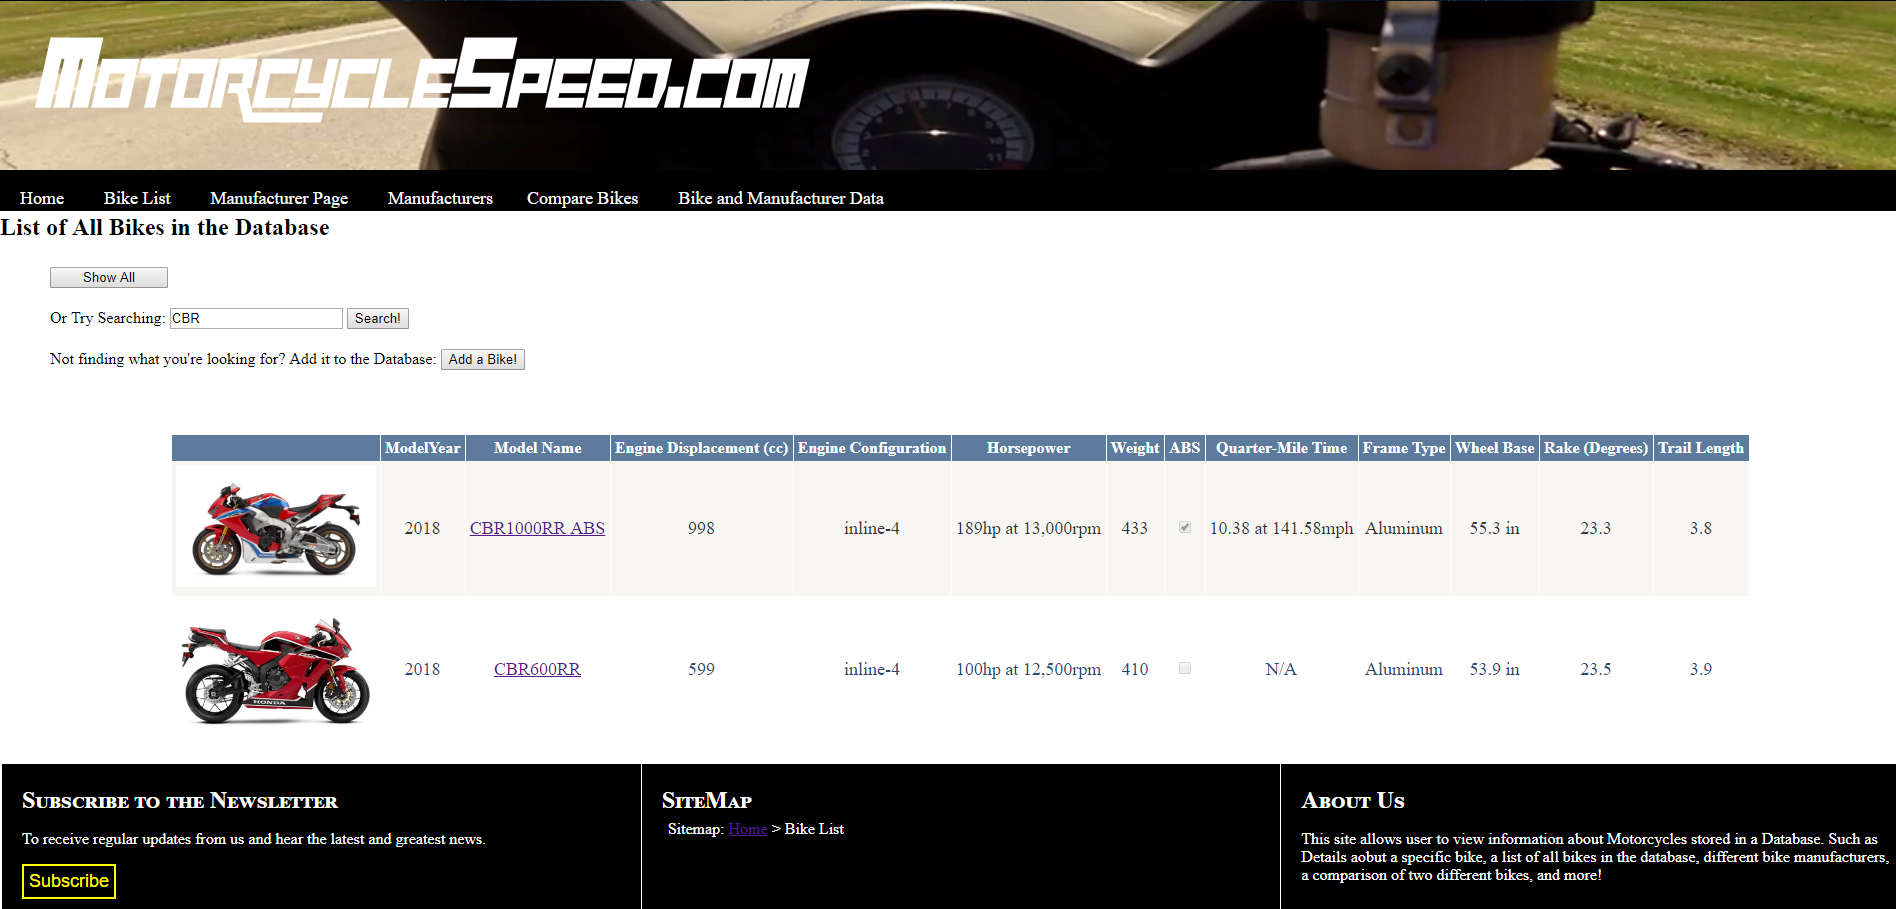 MotorcycleSpeed.com
Home Bike List Manufacturer Page Manufacturers Compare Bikes Bike and Manufacturer Data
List of All Bikes in the Database
Show All
Or Try Searching: CBR Search!
Not finding what you're looking for? Add it to the Database: Add a Bike!
ModelYear Model Name Engine Displacement (cc) Engine Configuration Horsepower Weight ABS Quarter-Mile Time Frame Type Wheel Base Rake (Degrees) Trail Length
2018 CBR1000RR ABS 998 inline-4 189hp at 13,000rpm 433 10.38 at 141.58mph Aluminum 55.3 in 23.3 3.8
2018 CBR600RR 599 inline-4 100hp at 12,500rpm 410 N/A Aluminum 53.9 in 23.5 3.9
HONDA
Subscribe to the Newsletter
To receive regular updates from us and hear the latest and greatest news.
Subscribe
SiteMap
Sitemap: Home > Bike List
About Us
This site allows user to view information about Motorcycles stored in a Database. Such as
Details aobut a specific bike, a list of all bikes in the database, different bike manufacturers,
a comparison of two different bikes, and more!